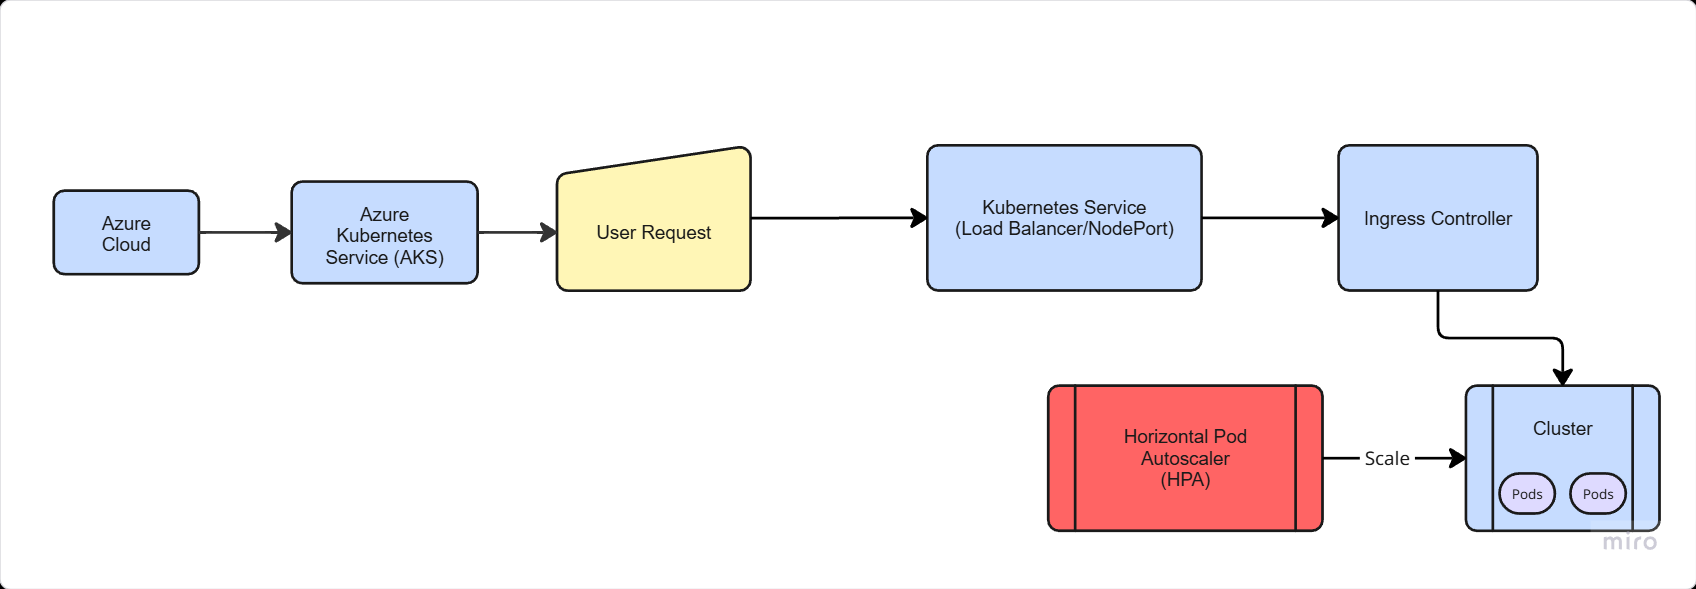 Azure
Cloud
Azure
Kubernetes
Service (AKS)
User Request
Kubernetes Service
(Load Balancer/NodePort)
Ingress Controller
Horizontal Pod
Autoscaler
(HPA)
Scale
Cluster
Pods
Pods
miro